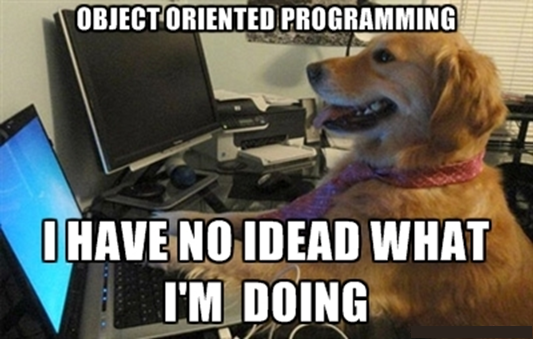 OBJECT ORIENTED PROGRAMMING
I HAVE NO IDEAD WHAT
I'M DOING